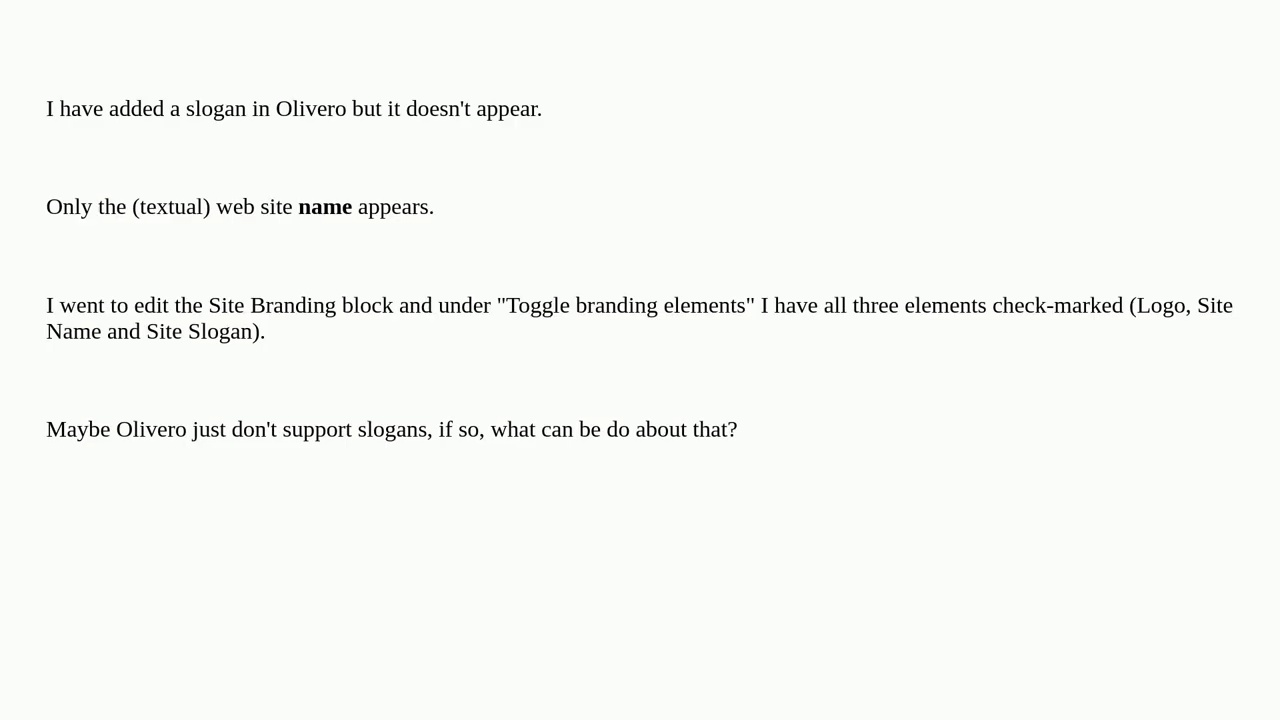 I have added a slogan in Olivero but it doesn't appear.
Only the (textual) web site name appears.
I went to edit the Site Branding block and under "Toggle branding elements" I have all three elements check-marked (Logo, Site
Name and Site Slogan).
Maybe Olivero just don't support slogans, if so, what can be do about that?